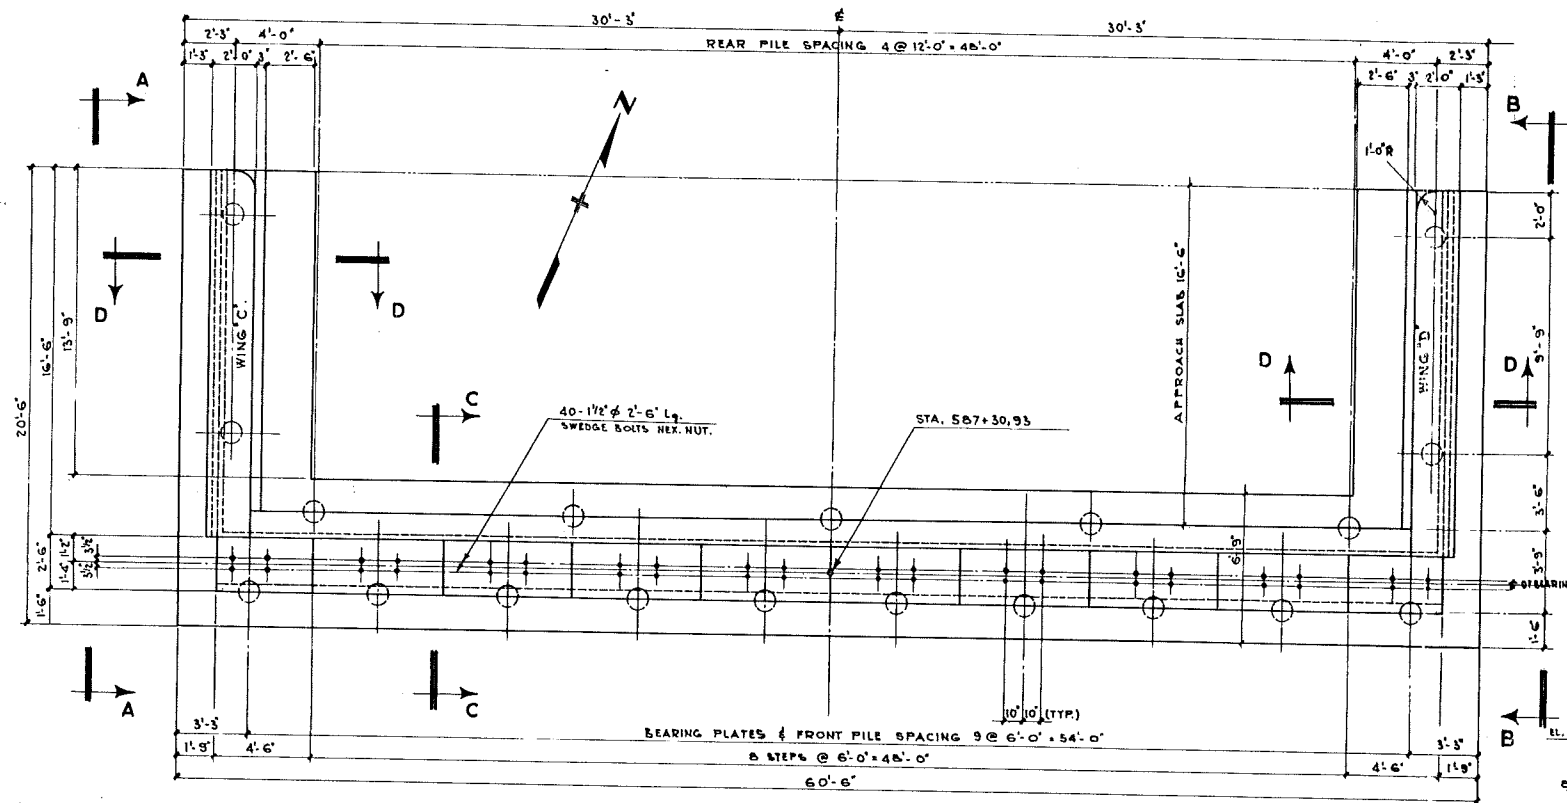 30'-3" ℄ 30'-3"
2'-3" 4'-0" REAR PILE SPACING 4 @ 12'-0" = 48'-0" 4'-0" 2'-3"
1'-3" 2'-0" 3" 2'-6" 2'-6" 3" 2'-0" 1'-3"
A
B
N
1'-0"R
2'-0"
D D
WING "C".
APPROACH SLAB 16'-6"
WING "D"
9'-9"
20'-6"
16'-6"
13'-9"
D D
C
40-1 1/2" ϕ 2'-6" Lg.
SWEDGE BOLTS HEX. NUT.
STA. 587+30,93
3'-6"
2'-6" 1'-2" 3 1/2"
1'-4" 3 1/2"
1'-6"
6'-9"
3'-9"
℄ OF BEARIN
1'-6"
A
C
10" 10" (TYP.)
B
EL.
3'-3" BEARING PLATES & FRONT PILE SPACING 9 @ 6'-0" = 54'-0" 3'-3"
1'-9" 4'-6" 8 STEPS @ 6'-0" = 48'-0" 4'-6" 1'-9"
60'-6"